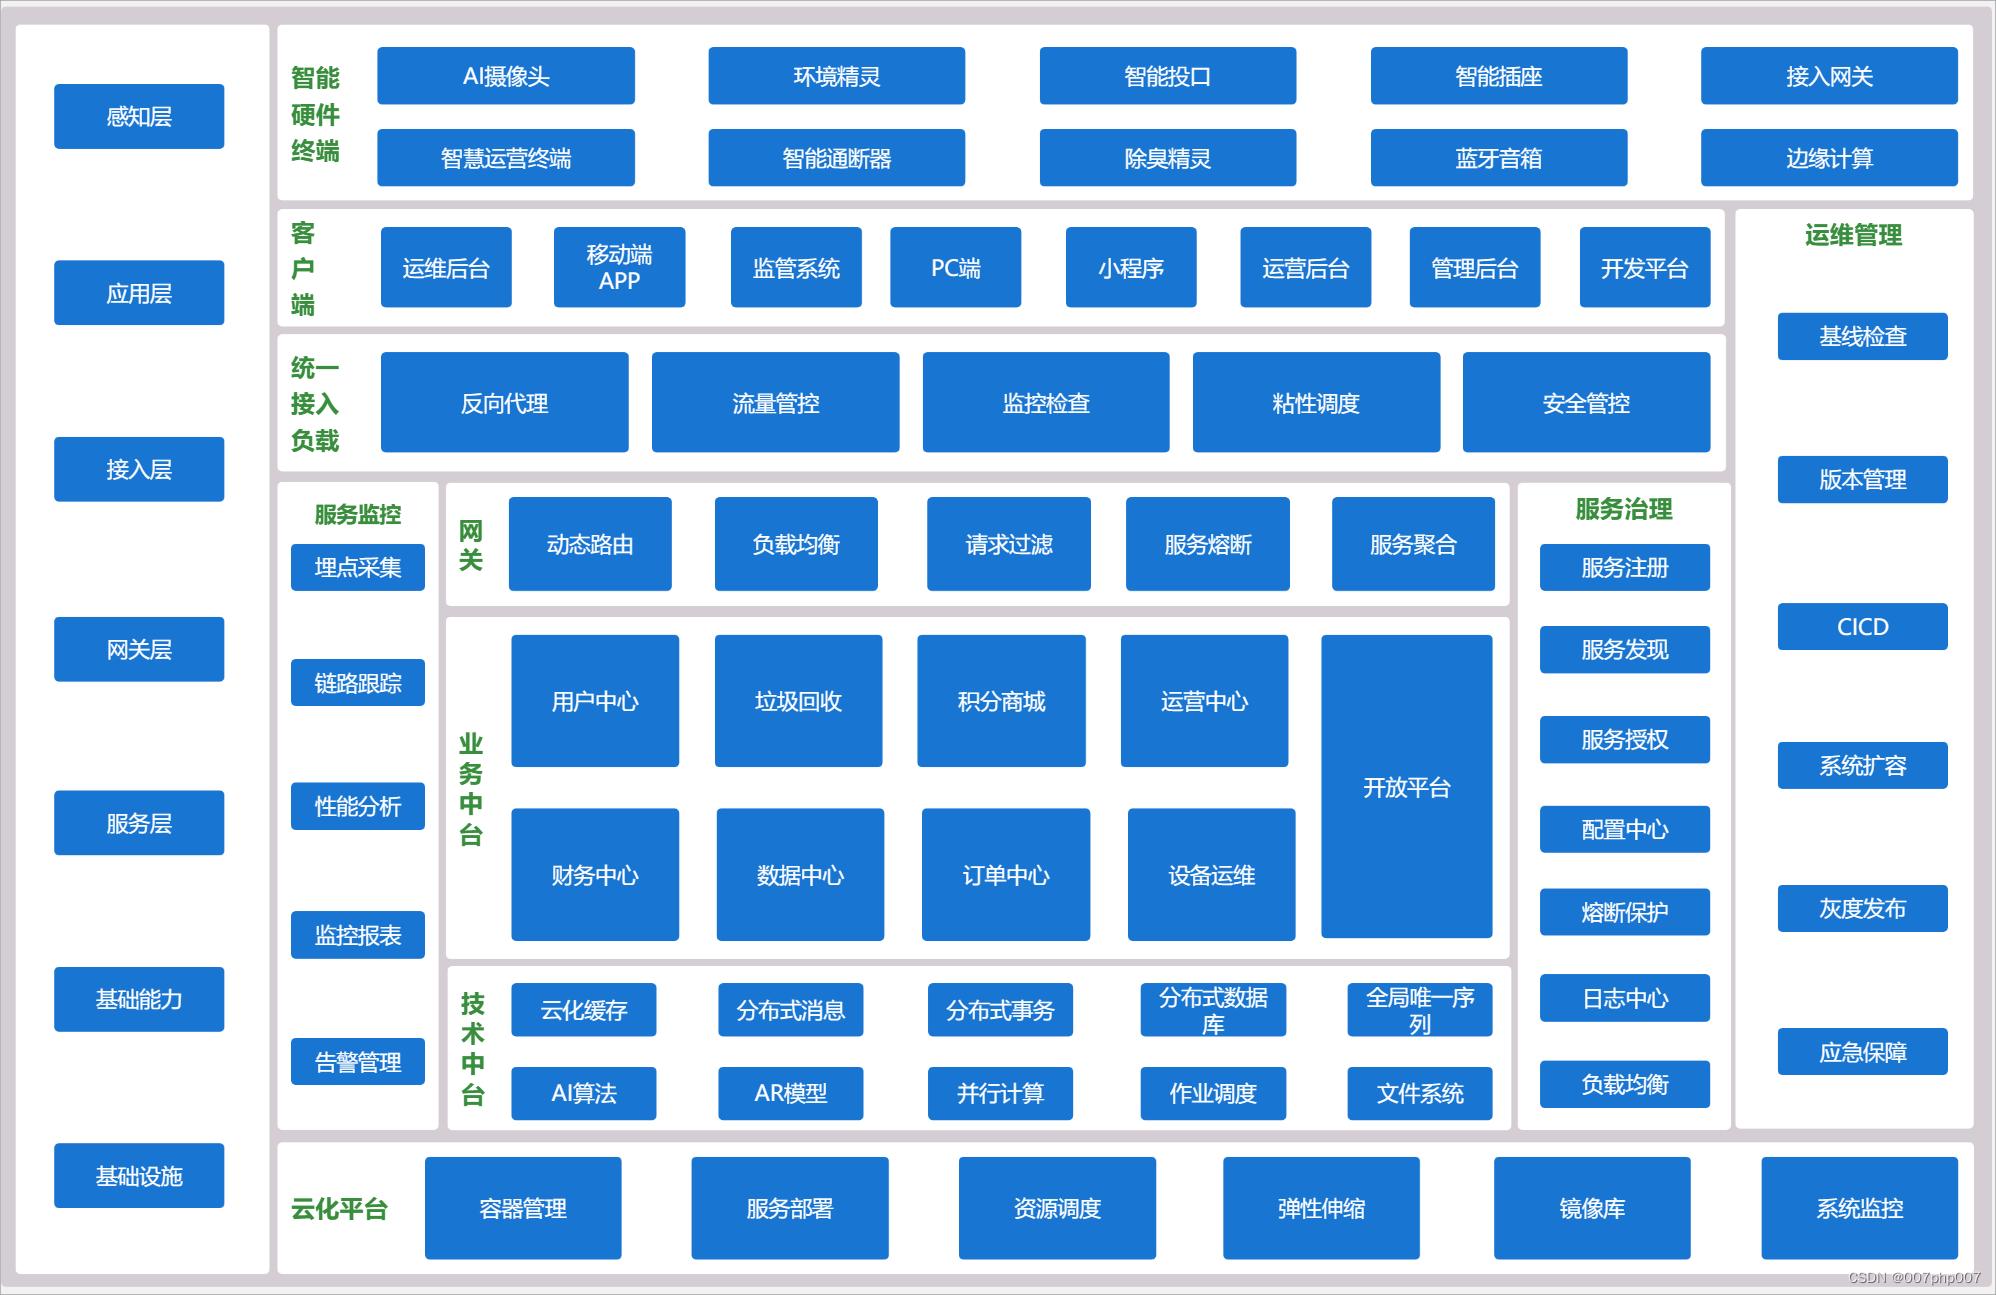 感知层
应用层
接入层
网关层
服务层
基础能力
基础设施
智能
硬件
终端
AI摄像头
环境精灵
智能投口
智能插座
接入网关
智慧运营终端
智能通断器
除臭精灵
蓝牙音箱
边缘计算
客
户
端
运维后台
移动端
APP
监管系统
PC端
小程序
运营后台
管理后台
开发平台
统一
接入
负载
反向代理
流量管控
监控检查
粘性调度
安全管控
服务监控
埋点采集
链路跟踪
性能分析
监控报表
告警管理
网
关
动态路由
负载均衡
请求过滤
服务熔断
服务聚合
业
务
中
台
用户中心
垃圾回收
积分商城
运营中心
开放平台
财务中心
数据中心
订单中心
设备运维
技
术
中
台
云化缓存
分布式消息
分布式事务
分布式数据
库
全局唯一序
列
AI算法
AR模型
并行计算
作业调度
文件系统
服务治理
服务注册
服务发现
服务授权
配置中心
熔断保护
日志中心
负载均衡
运维管理
基线检查
版本管理
CICD
系统扩容
灰度发布
应急保障
云化平台
容器管理
服务部署
资源调度
弹性伸缩
镜像库
系统监控
CSDN @007php007